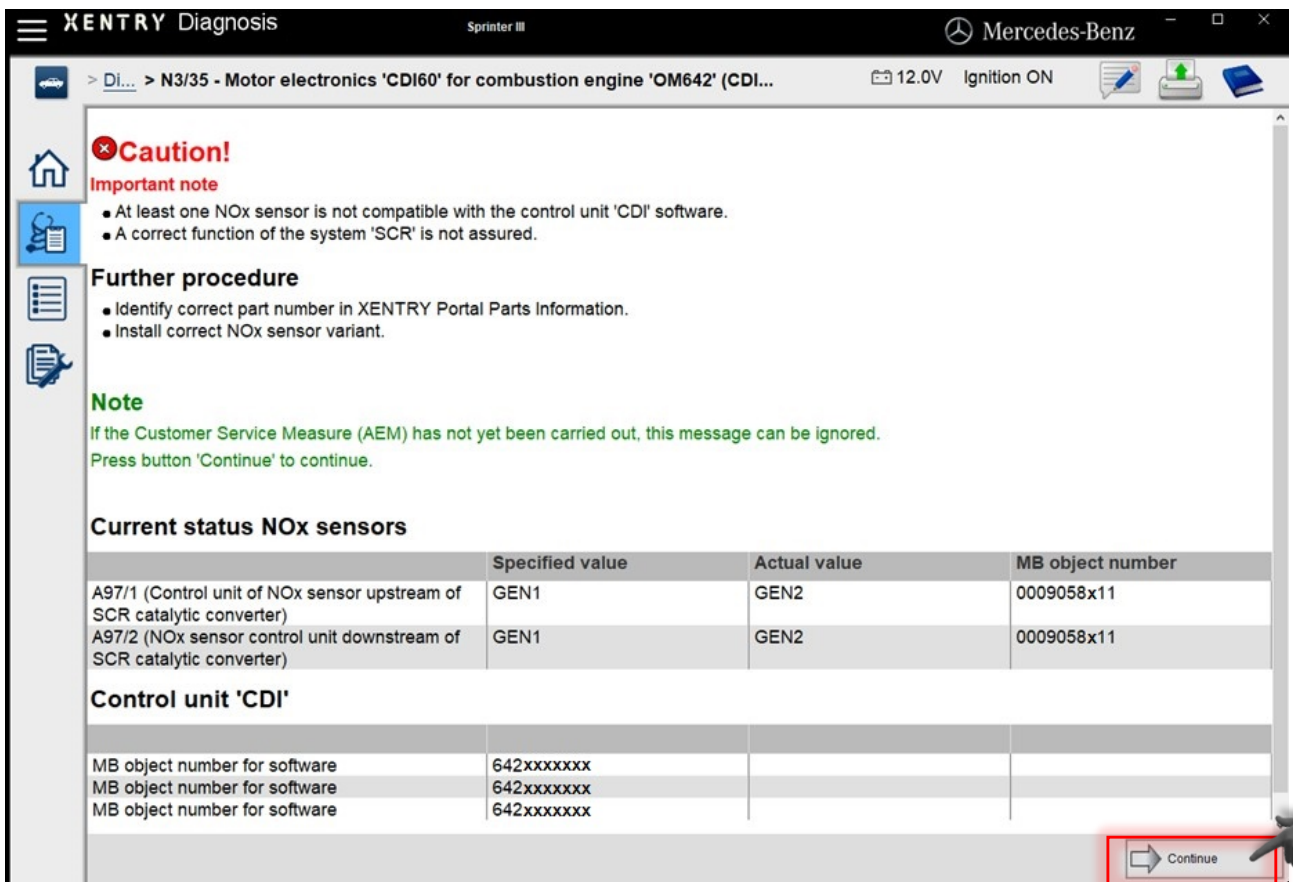 XENTRY Diagnosis
Sprinter III
Mercedes-Benz
> Di... > N3/35 - Motor electronics 'CDI60' for combustion engine 'OM642' (CDI...
12.0V
Ignition ON
Caution!
Important note
At least one NOx sensor is not compatible with the control unit 'CDI' software.
A correct function of the system 'SCR' is not assured.
Further procedure
Identify correct part number in XENTRY Portal Parts Information.
Install correct NOx sensor variant.
Note
If the Customer Service Measure (AEM) has not yet been carried out, this message can be ignored.
Press button 'Continue' to continue.
Current status NOx sensors
Specified value Actual value MB object number
A97/1 (Control unit of NOx sensor upstream of GEN1 GEN2 0009058x11
SCR catalytic converter)
A97/2 (NOx sensor control unit downstream of GEN1 GEN2 0009058x11
SCR catalytic converter)
Control unit 'CDI'
MB object number for software 642xxxxxxx
MB object number for software 642xxxxxxx
MB object number for software 642xxxxxxx
Continue